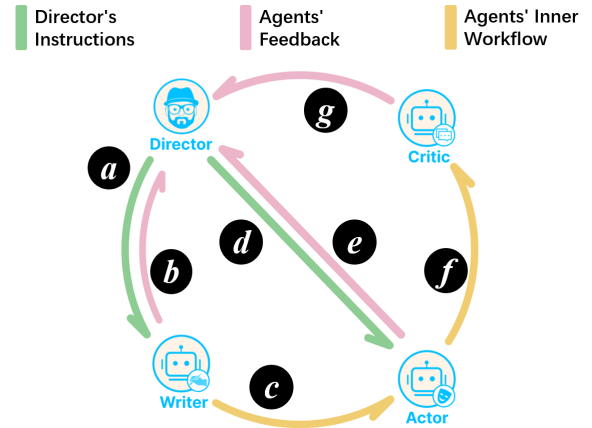 Director's
Instructions
Agents'
Feedback
Agents' Inner
Workflow
g
Director
Critic
a
d
e
b
f
Writer
c
Actor